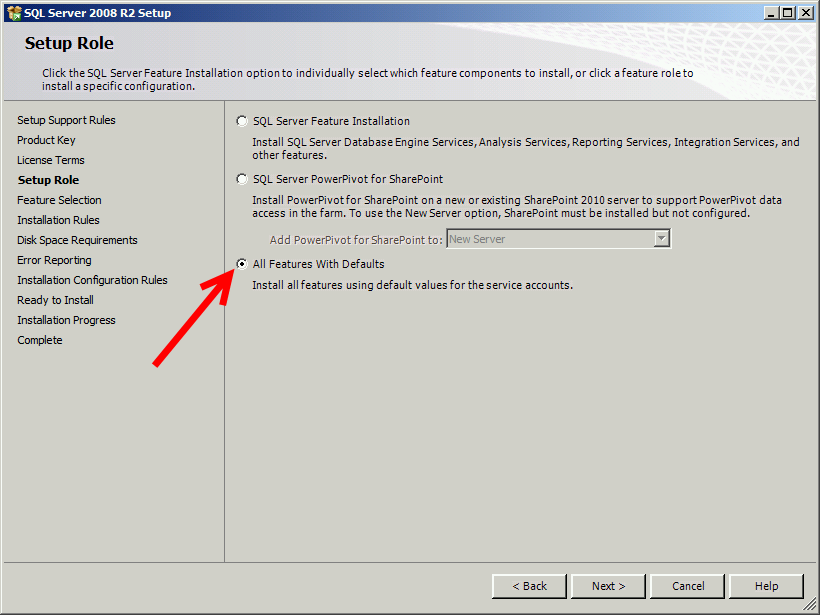 SQL Server 2008 R2 Setup
Setup Role
Click the SQL Server Feature Installation option to individually select which feature components to install, or click a feature role to
install a specific configuration.
Setup Support Rules
Product Key
License Terms
Setup Role
Feature Selection
Installation Rules
Disk Space Requirements
Error Reporting
Installation Configuration Rules
Ready to Install
Installation Progress
Complete
SQL Server Feature Installation
Install SQL Server Database Engine Services, Analysis Services, Reporting Services, Integration Services, and
other features.
SQL Server PowerPivot for SharePoint
Install PowerPivot for SharePoint on a new or existing SharePoint 2010 server to support PowerPivot data
access in the farm. To use the New Server option, SharePoint must be installed but not configured.
Add PowerPivot for SharePoint to: New Server
All Features With Defaults
Install all features using default values for the service accounts.
< Back Next > Cancel Help